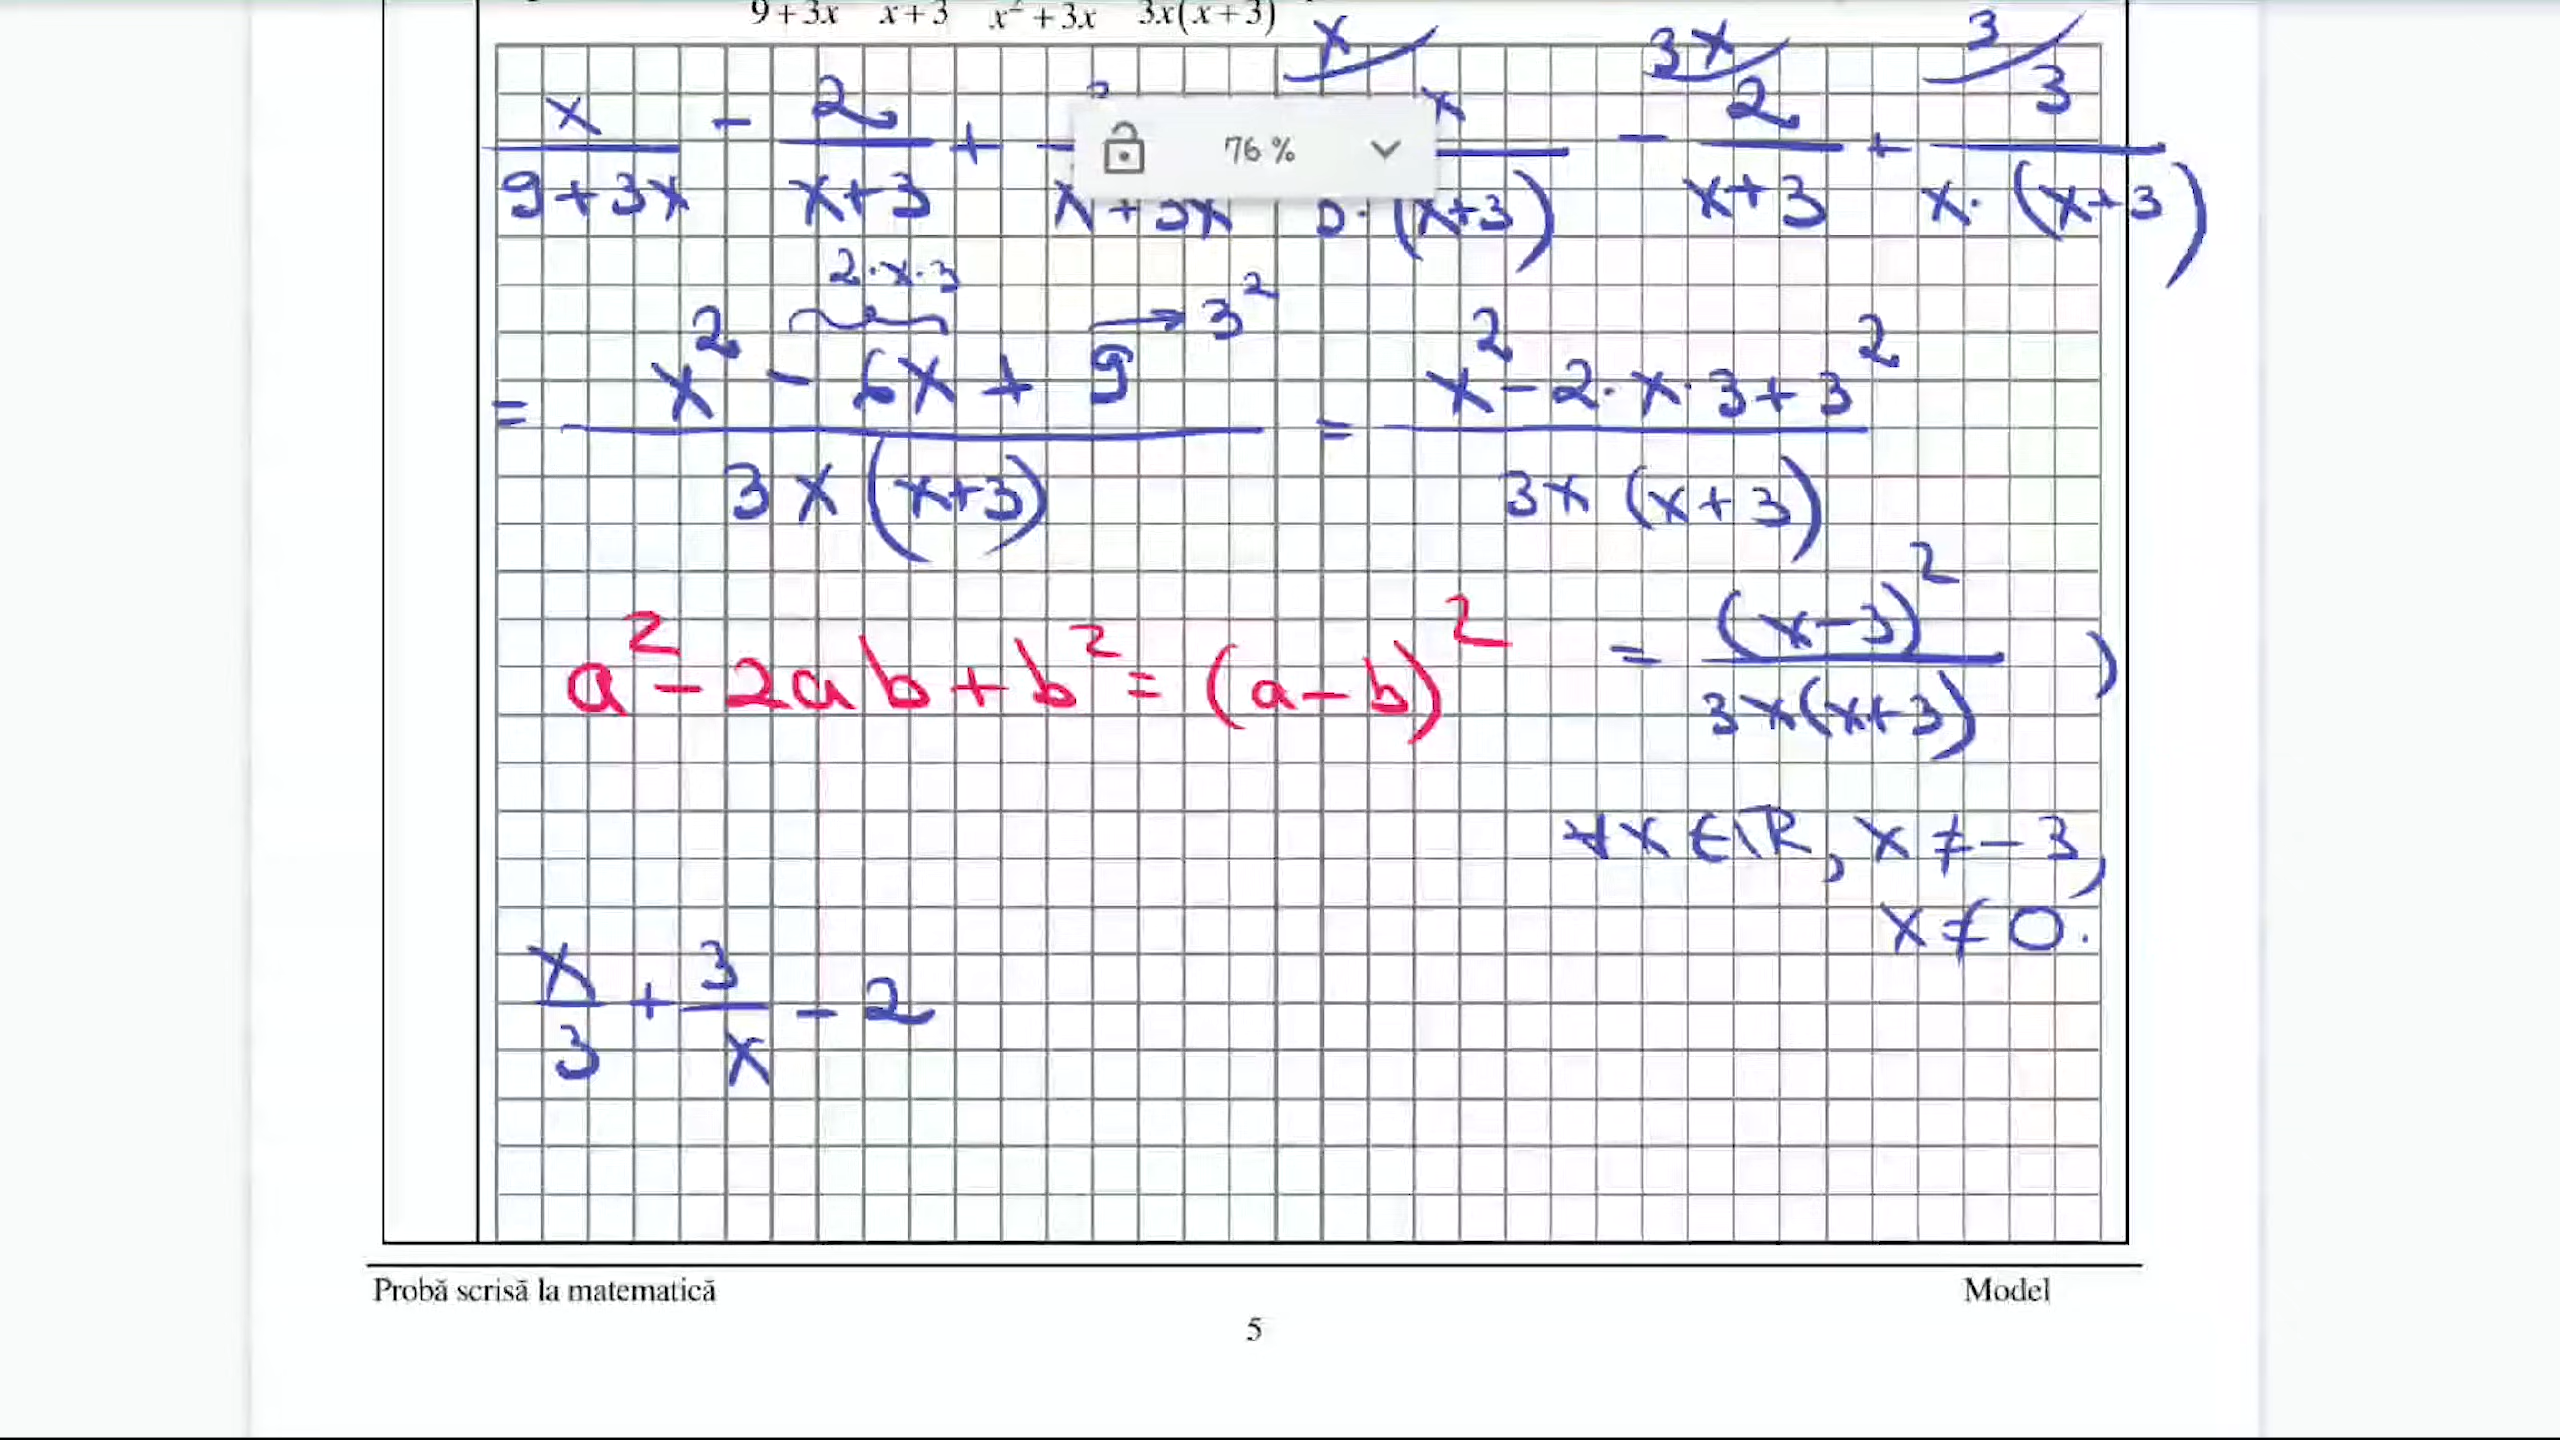 9+3x x+3 x²+3x 3x(x+3)
x/(9+3x) - 2/(x+3) + x/(x+3) - 3x/ 2/(x+3) + 3/ 3/(x·(x+3))
76 %
2·x·3
→ 3²
= (x² - 6x + 9)/(3x(x+3)) = (x² - 2·x·3 + 3²)/(3x(x+3))
a² - 2ab + b² = (a-b)²
= (x-3)²/(3x(x+3)) )
∀x∈ℝ, x ≠ -3,
x ≠ 0.
x/3 + 3/x - 2
Probă scrisă la matematică
Model
5